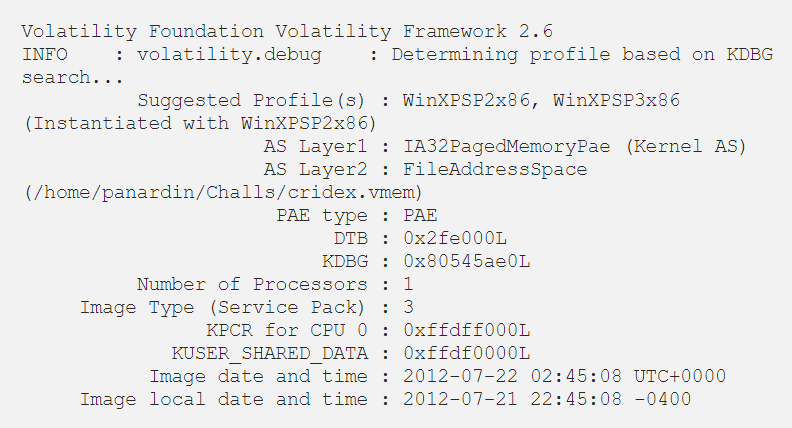 Volatility Foundation Volatility Framework 2.6
INFO    : volatility.debug    : Determining profile based on KDBG
search...
          Suggested Profile(s) : WinXPSP2x86, WinXPSP3x86
(Instantiated with WinXPSP2x86)
                     AS Layer1 : IA32PagedMemoryPae (Kernel AS)
                     AS Layer2 : FileAddressSpace
(/home/panardin/Challs/cridex.vmem)
                      PAE type : PAE
                           DTB : 0x2fe000L
                          KDBG : 0x80545ae0L
          Number of Processors : 1
     Image Type (Service Pack) : 3
                KPCR for CPU 0 : 0xffdff000L
             KUSER_SHARED_DATA : 0xffdf0000L
           Image date and time : 2012-07-22 02:45:08 UTC+0000
     Image local date and time : 2012-07-21 22:45:08 -0400